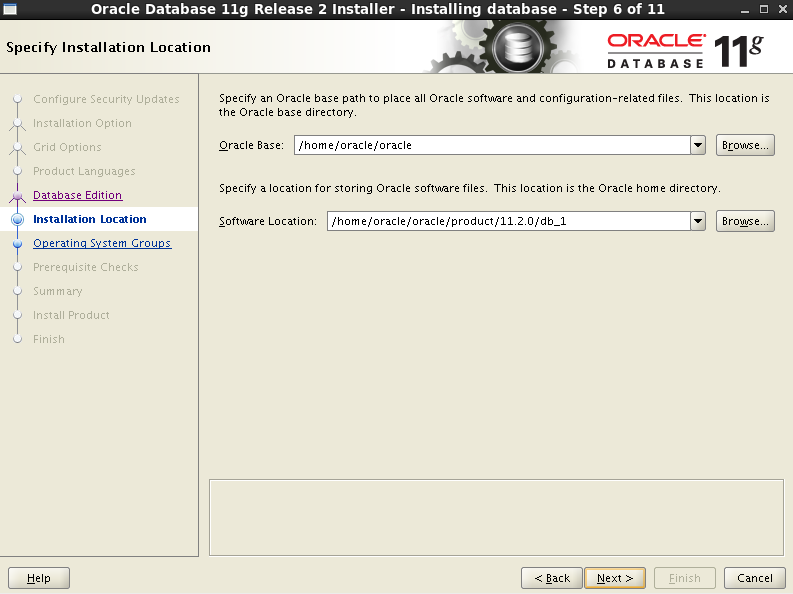 Oracle Database 11g Release 2 Installer - Installing database - Step 6 of 11
Specify Installation Location
ORACLE
DATABASE
11g
Configure Security Updates
Installation Option
Grid Options
Product Languages
Database Edition
Installation Location
Operating System Groups
Prerequisite Checks
Summary
Install Product
Finish
Specify an Oracle base path to place all Oracle software and configuration-related files. This location is
the Oracle base directory.
Oracle Base: /home/oracle/oracle Browse...
Specify a location for storing Oracle software files. This location is the Oracle home directory.
Software Location: /home/oracle/oracle/product/11.2.0/db_1 Browse...
Help < Back Next > Finish Cancel